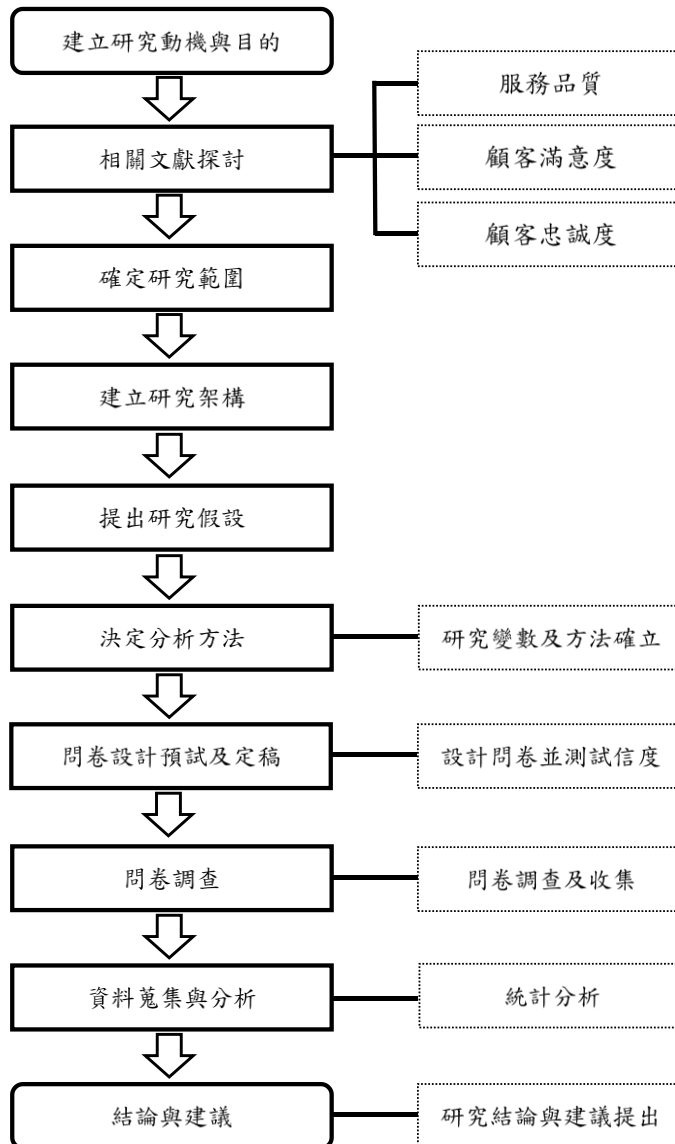 建立研究動機與目的
相關文獻探討
服務品質
顧客滿意度
顧客忠誠度
確定研究範圍
建立研究架構
提出研究假設
決定分析方法
研究變數及方法確立
問卷設計預試及定稿
設計問卷並測試信度
問卷調查
問卷調查及收集
資料蒐集與分析
統計分析
結論與建議
研究結論與建議提出